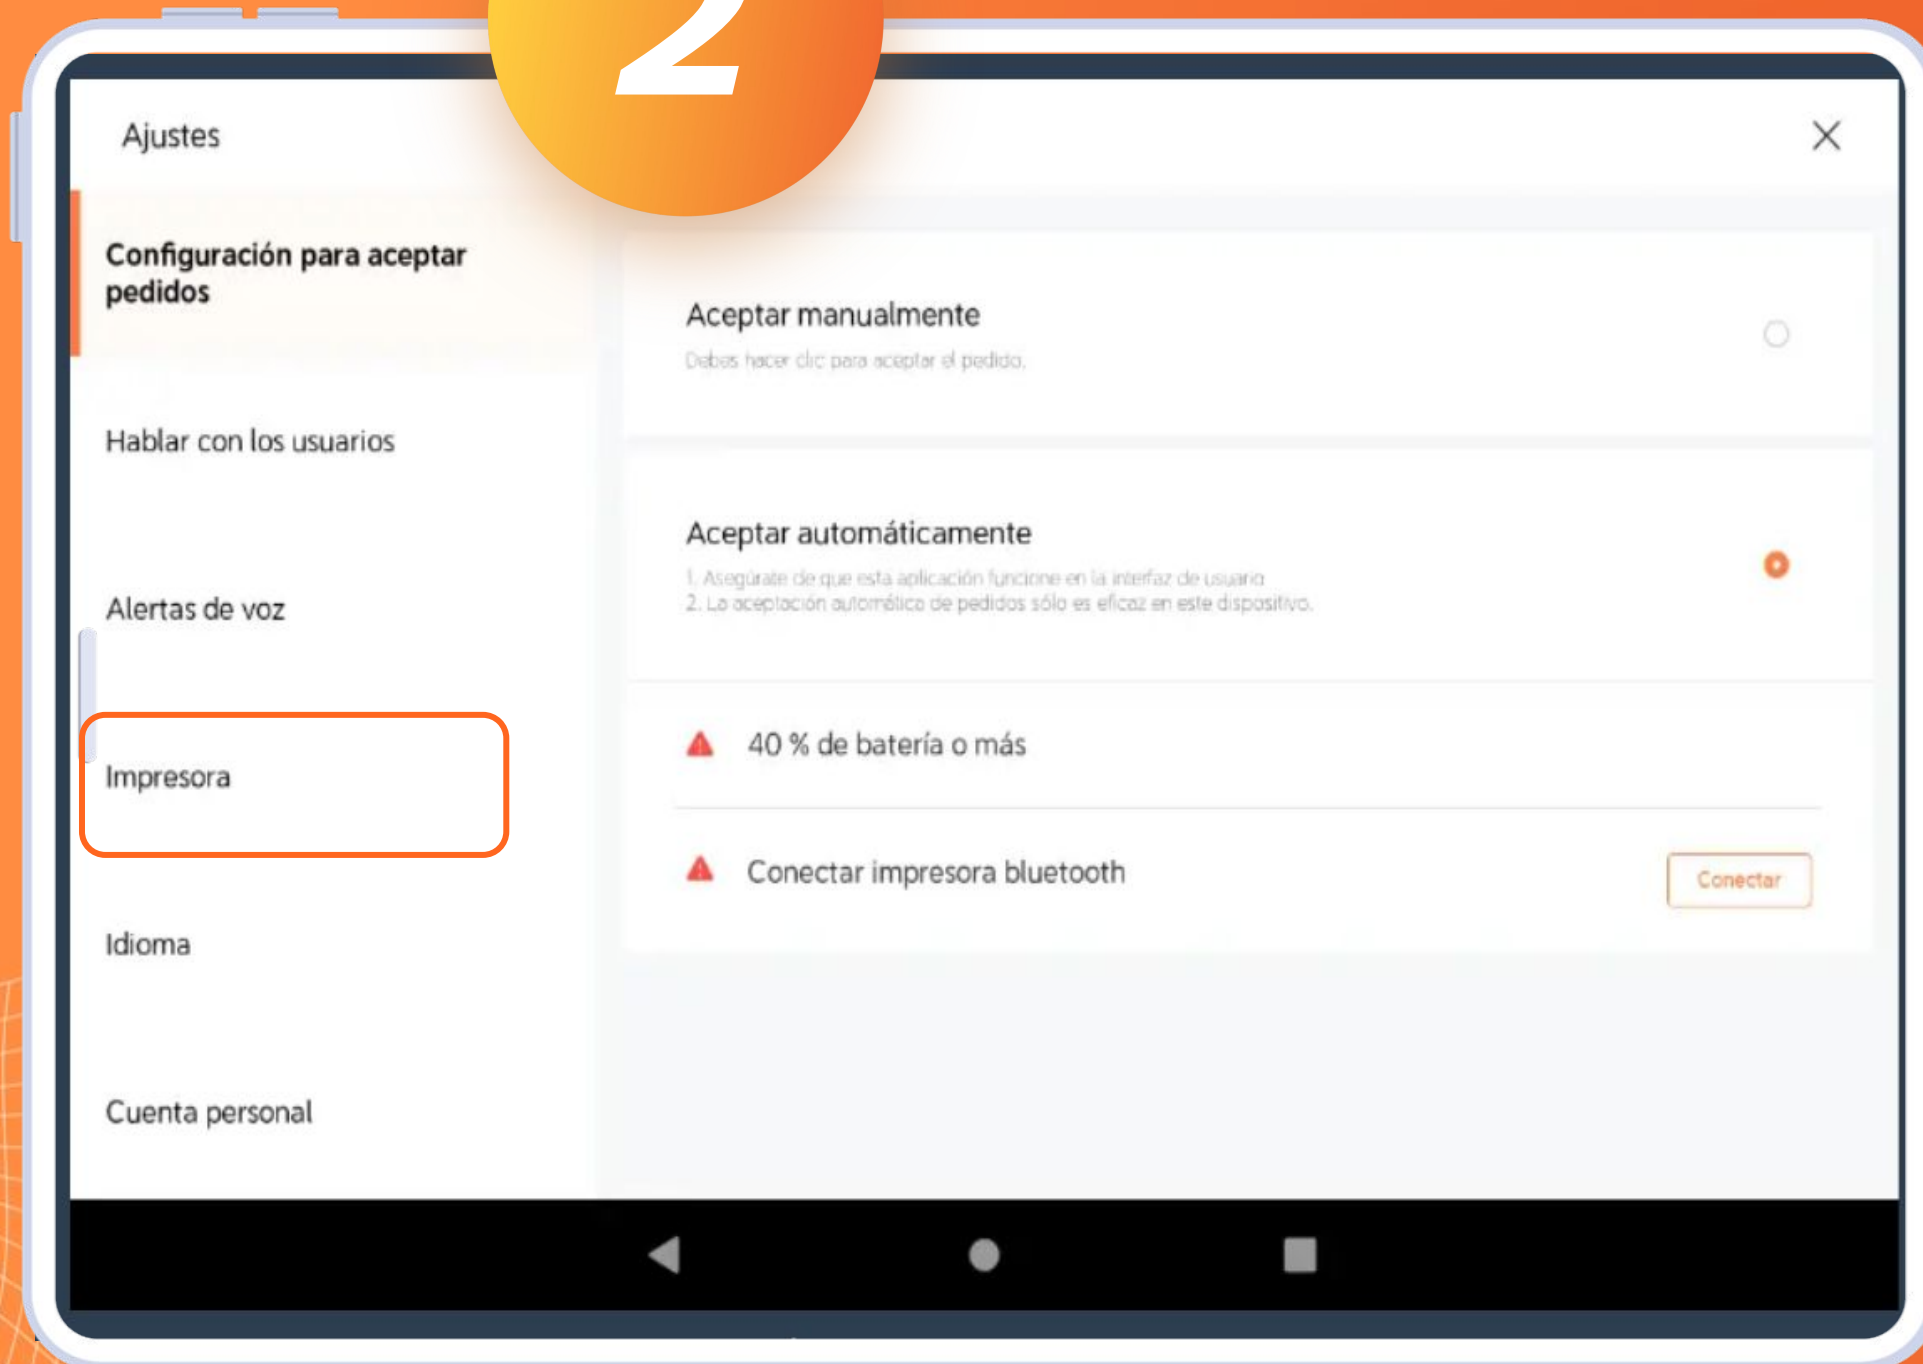 2
Ajustes
Configuración para aceptar
pedidos
Hablar con los usuarios
Alertas de voz
Impresora
Idioma
Cuenta personal
Aceptar manualmente
Debes hacer clic para aceptar el pedido.
Aceptar automáticamente
1. Asegúrate de que esta aplicación funcione en la interfaz de usuario
2. La aceptación automática de pedidos sólo es eficaz en este dispositivo.
40 % de batería o más
Conectar impresora bluetooth
Conectar